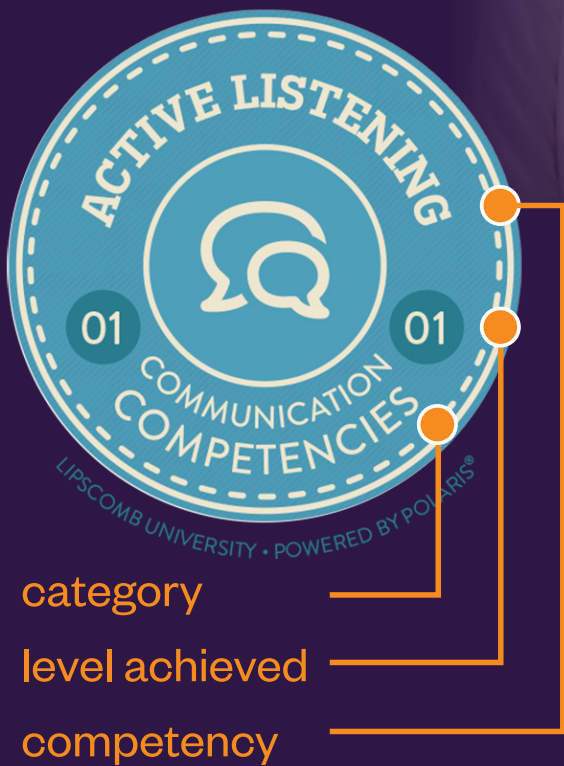 ACTIVE LISTENING
01
01
COMMUNICATION
COMPETENCIES
LIPSCOMB UNIVERSITY • POWERED BY POLARIS®
category
level achieved
competency